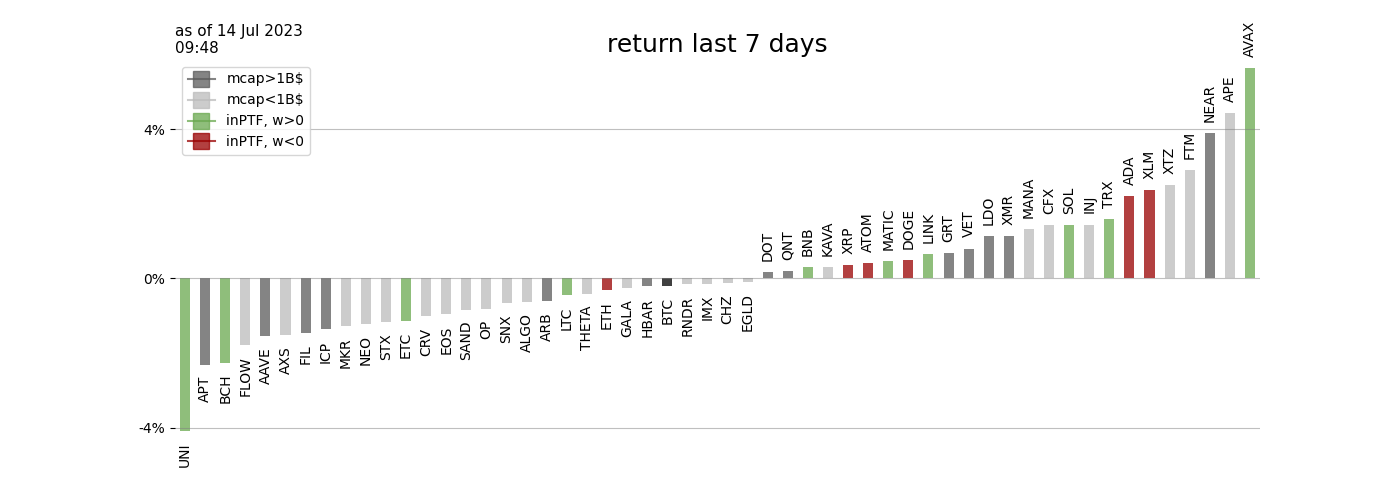 as of 14 Jul 2023
09:48
return last 7 days
mcap>1B$
mcap<1B$
inPTF, w>0
inPTF, w<0
4%
0%
-4%
UNI
APT
BCH
FLOW
AAVE
AXS
FIL
ICP
MKR
NEO
STX
ETC
CRV
EOS
SAND
OP
SNX
ALGO
ARB
LTC
THETA
ETH
GALA
HBAR
BTC
RNDR
IMX
CHZ
EGLD
DOT
QNT
BNB
KAVA
XRP
ATOM
MATIC
DOGE
LINK
GRT
VET
LDO
XMR
MANA
CFX
SOL
INJ
TRX
ADA
XLM
XTZ
FTM
NEAR
APE
AVAX